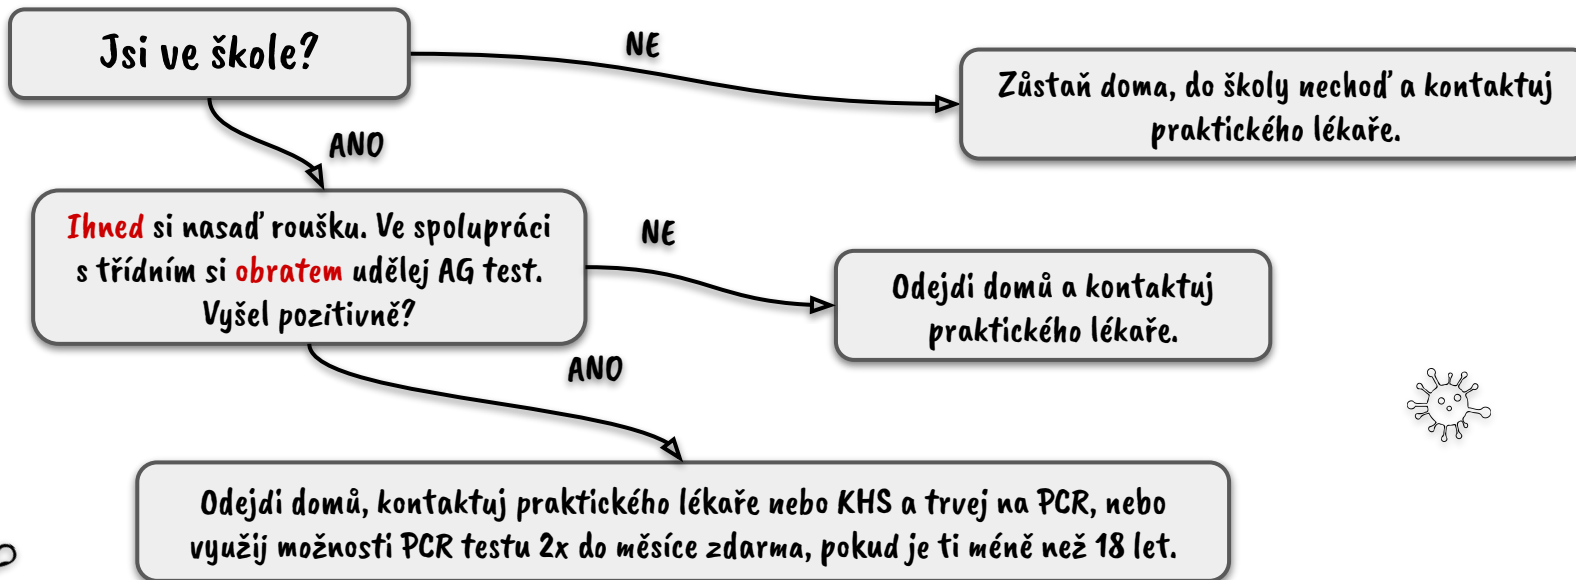 Jsi ve škole?
NE
Zůstaň doma, do školy nechoď a kontaktuj
praktického lékaře.
ANO
Ihned si nasaď roušku. Ve spolupráci
s třídním si obratem udělej AG test.
Vyšel pozitivně?
NE
Odejdi domů a kontaktuj
praktického lékaře.
ANO
Odejdi domů, kontaktuj praktického lékaře nebo KHS a trvej na PCR, nebo
využij možnosti PCR testu 2x do měsíce zdarma, pokud je ti méně než 18 let.